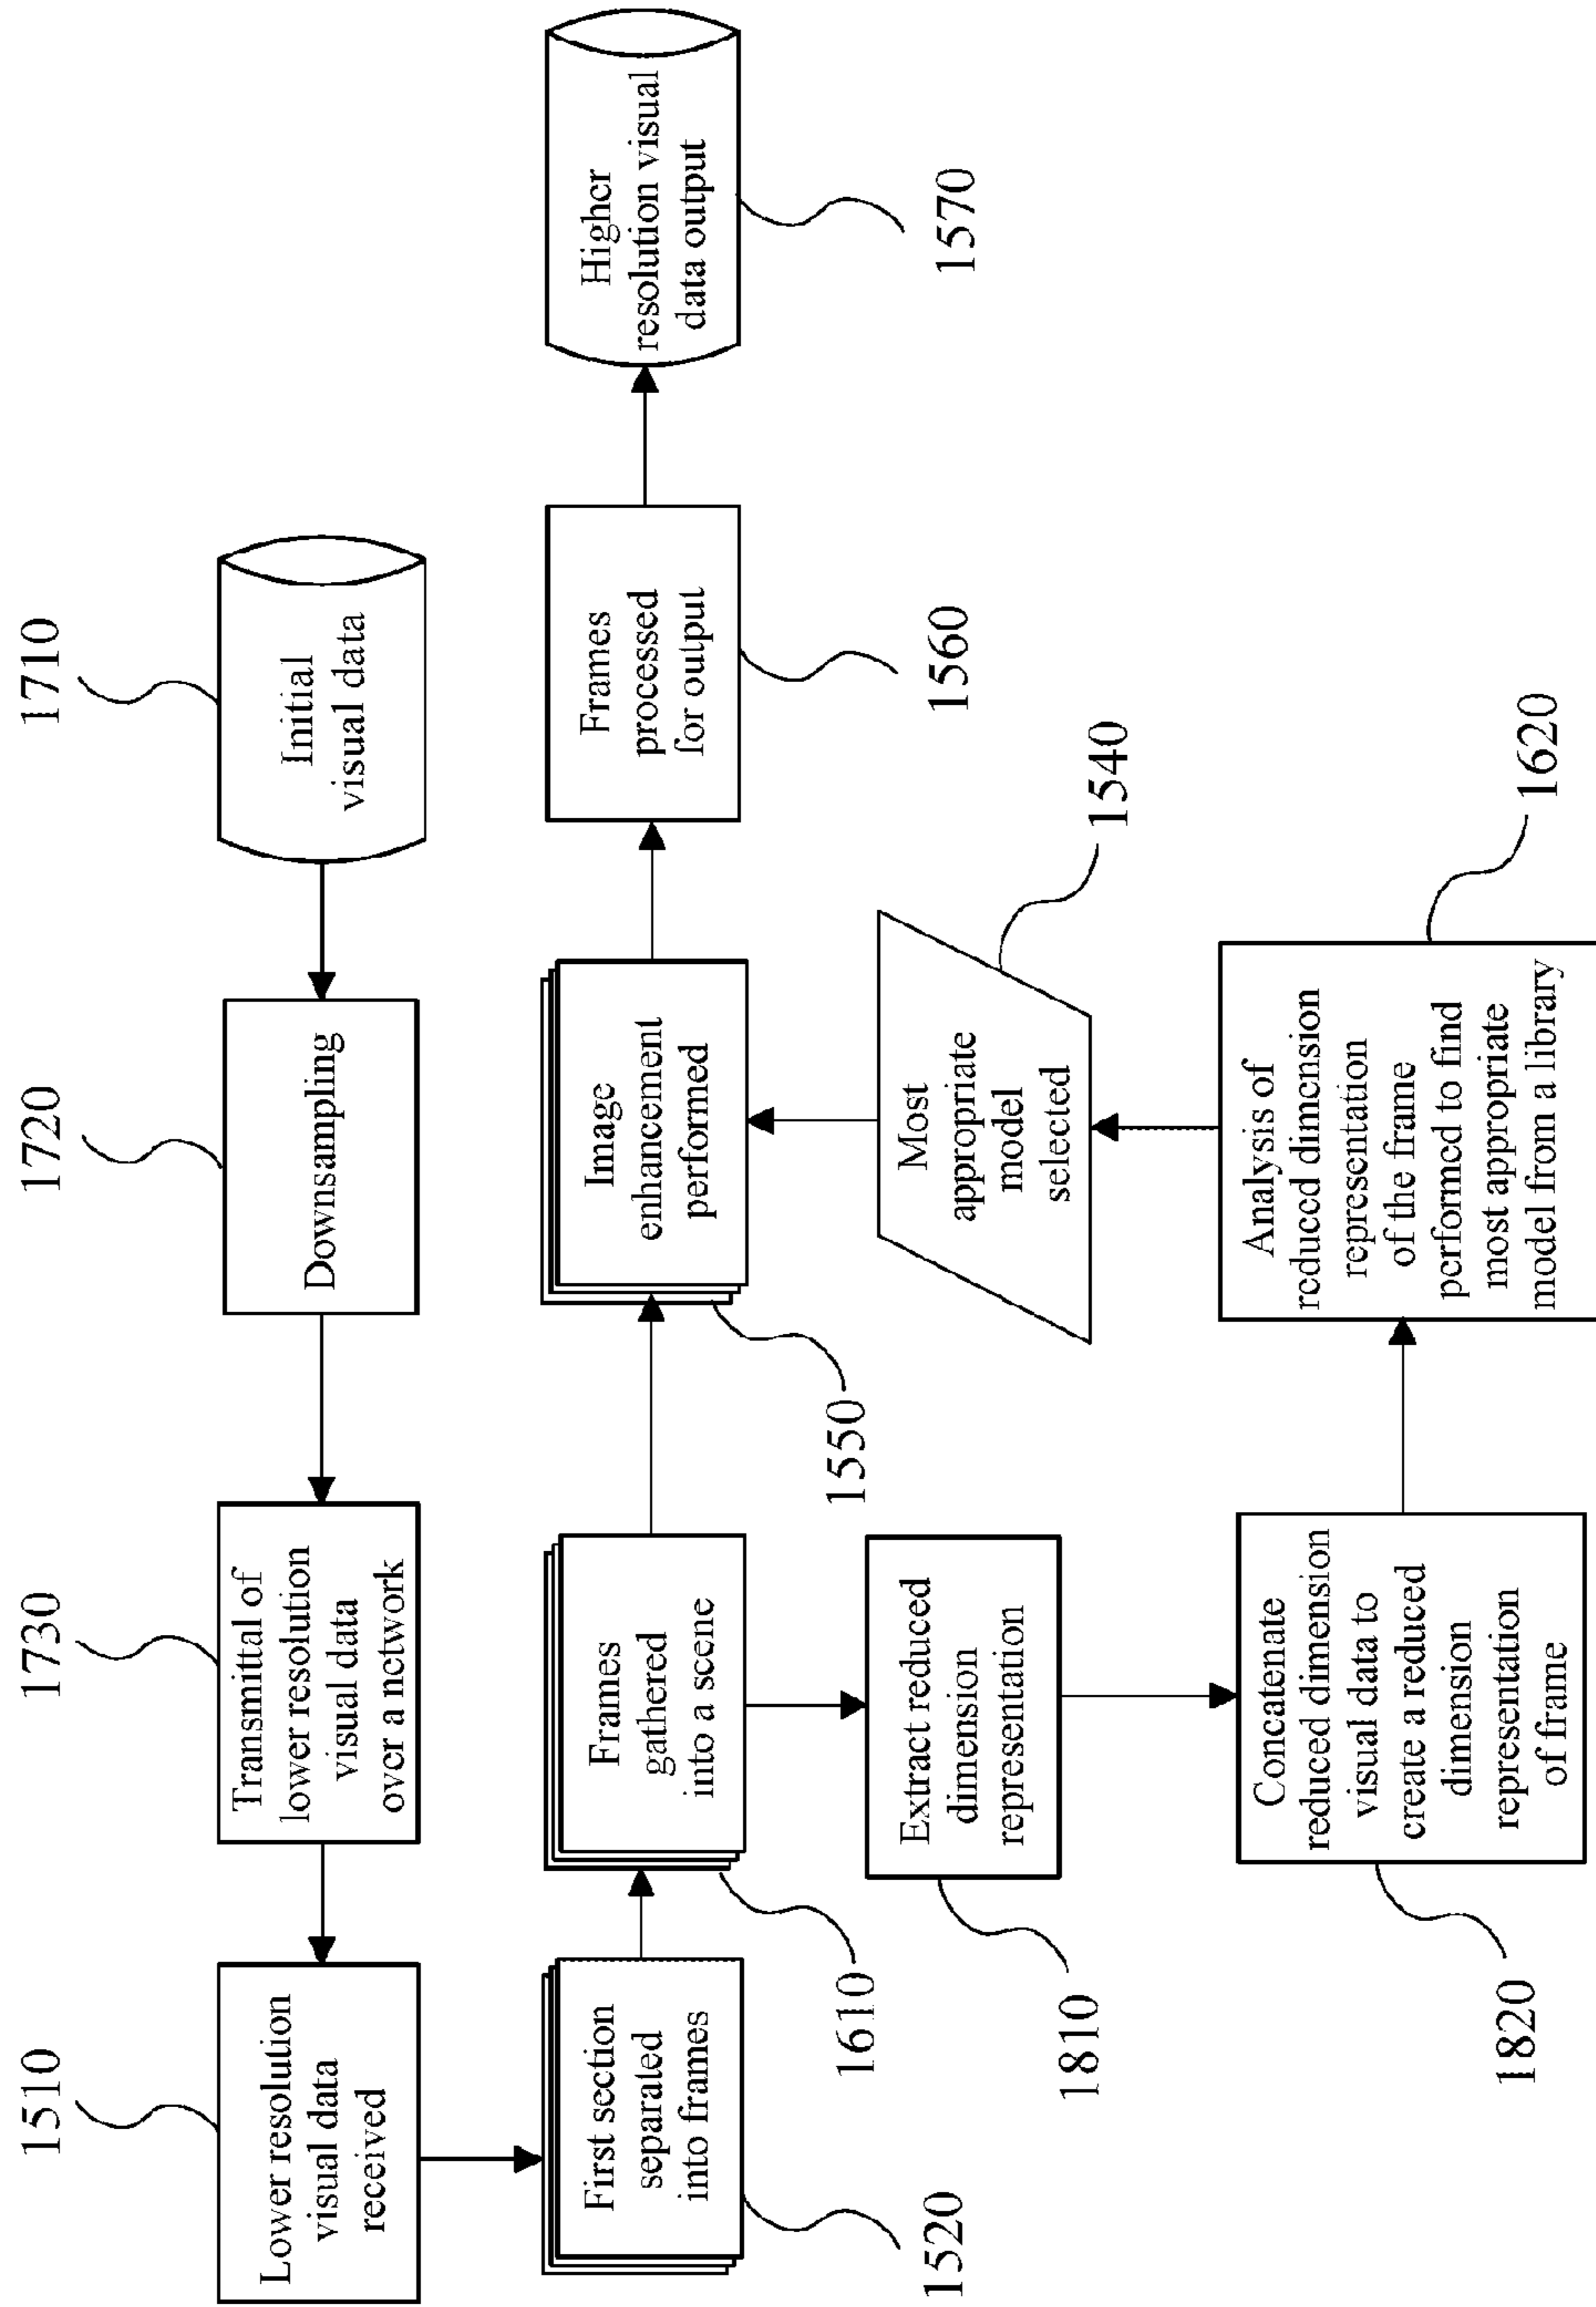 1510
1730
1720
1710
Lower resolution
visual data
received
Transmittal of
lower resolution
visual data
over a network
Downsampling
Initial
visual data
First section
separated
into frames
Frames
gathered
into a scene
Image
enhancement
performed
Frames
processed
for output
Higher
resolution visual
data output
1520
1610
1550
1560
1570
Extract reduced
dimension
representation
Most
appropriate
model
selected
1810
1540
Concatenate
reduced dimension
visual data to
create a reduced
dimension
representation
of frame
Analysis of
reduced dimension
representation
of the frame
performed to find
most appropriate
model from a library
1820
1620